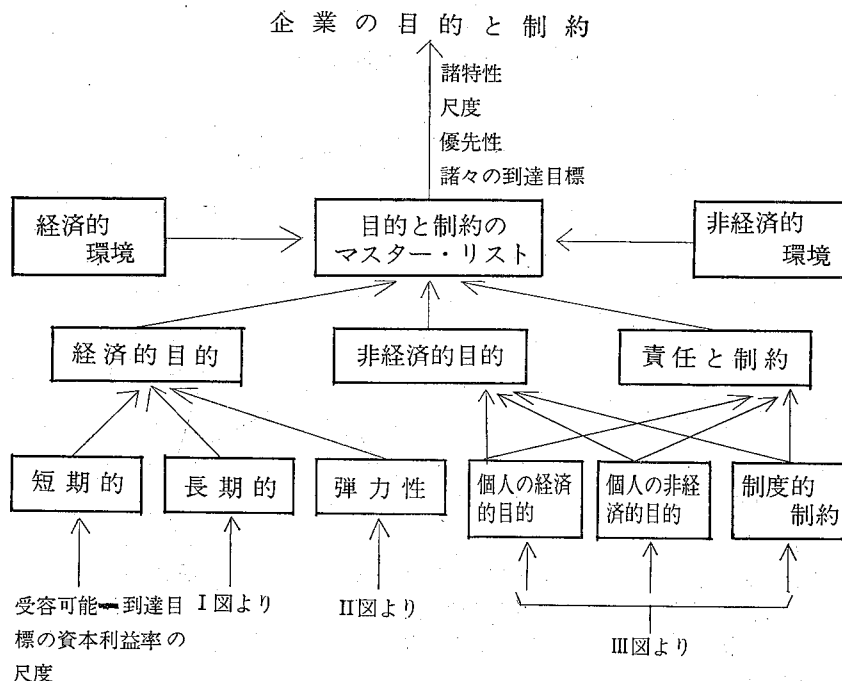 企業の目的と制約
諸特性
尺度
優先性
諸々の到達目標
経済的
環境
目的と制約の
マスター・リスト
非経済的
環境
経済的目的
非経済的目的
責任と制約
短期的
長期的
弾力性
個人の経済
的目的
個人の非経
済的目的
制度的
制約
受容可能ー到達目
標の資本利益率の
尺度
I図より
II図より
III図より